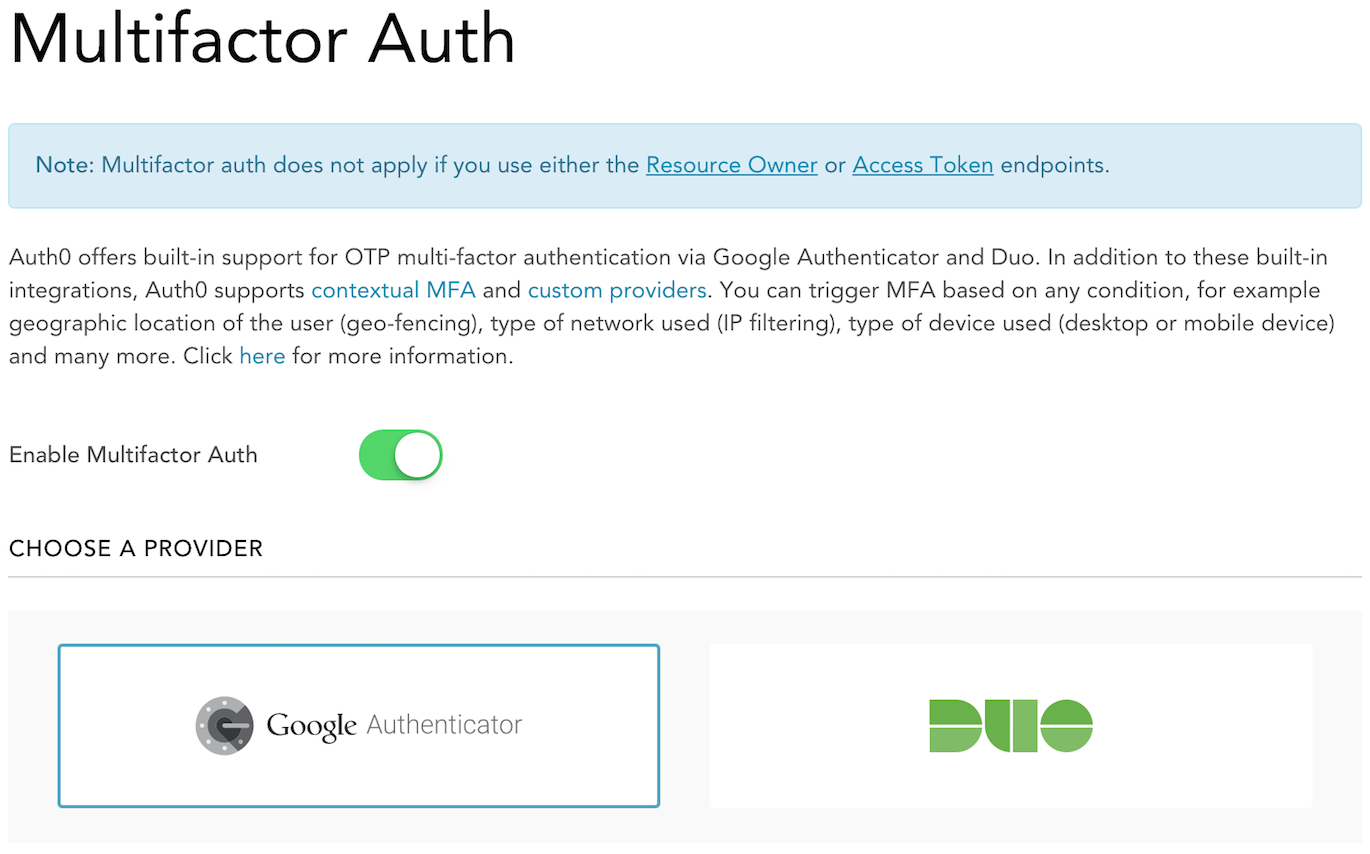 Multifactor Auth
Note: Multifactor auth does not apply if you use either the Resource Owner or Access Token endpoints.
Auth0 offers built-in support for OTP multi-factor authentication via Google Authenticator and Duo. In addition to these built-in
integrations, Auth0 supports contextual MFA and custom providers. You can trigger MFA based on any condition, for example
geographic location of the user (geo-fencing), type of network used (IP filtering), type of device used (desktop or mobile device)
and many more. Click here for more information.
Enable Multifactor Auth
CHOOSE A PROVIDER
Google Authenticator
DUO